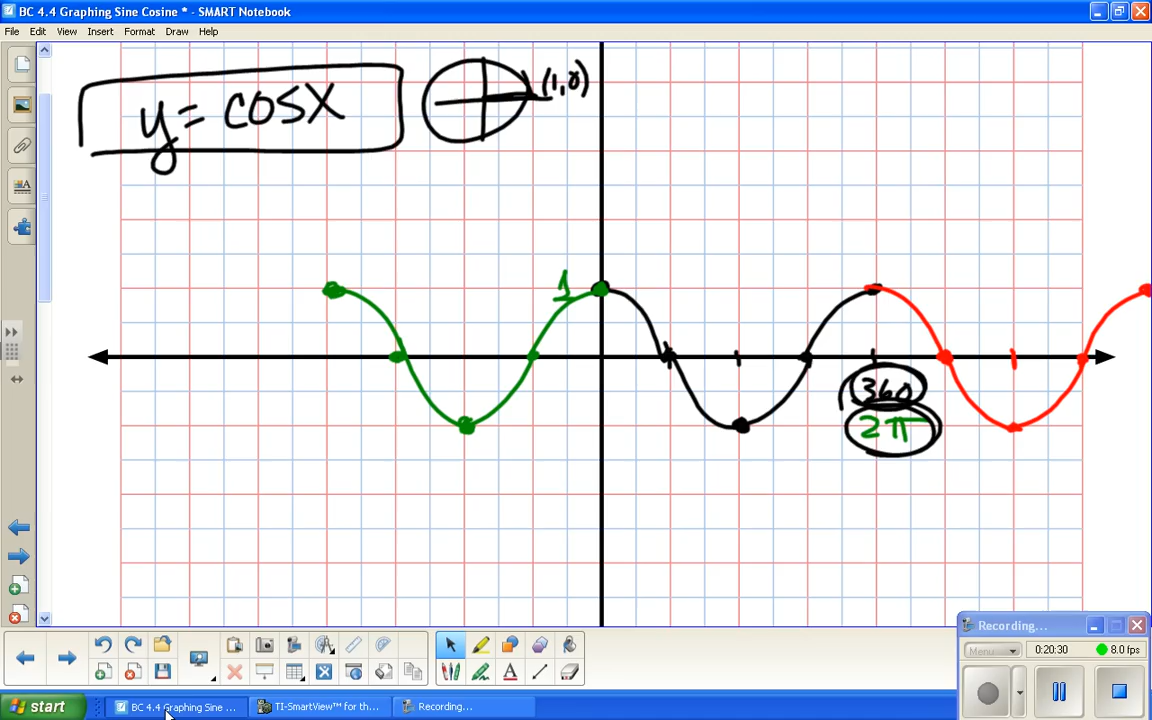 BC 4.4 Graphing Sine Cosine * - SMART Notebook
File Edit View Insert Format Draw Help
y = cosx
(1,0)
1
360
2π
Recording...
Menu
0:20:30 8.0 fps
start
BC 4.4 Graphing Sine ...
TI-SmartView™ for th...
Recording...